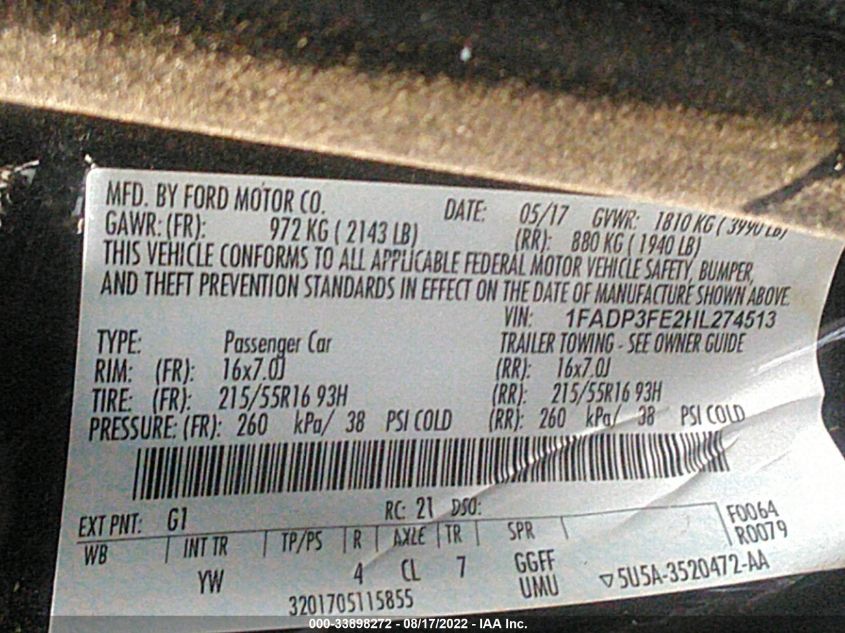 MFD. BY FORD MOTOR CO. DATE: 05/17 GVWR: 1810 KG ( 3990 LB)
GAWR: (FR): 972 KG ( 2143 LB) (RR): 880 KG ( 1940 LB)
THIS VEHICLE CONFORMS TO ALL APPLICABLE FEDERAL MOTOR VEHICLE SAFETY, BUMPER,
AND THEFT PREVENTION STANDARDS IN EFFECT ON THE DATE OF MANUFACTURE SHOWN ABOVE.
VIN: 1FADP3FE2HL274513
TYPE: Passenger Car TRAILER TOWING - SEE OWNER GUIDE
RIM: (FR): 16x7.0J (RR): 16x7.0J
TIRE: (FR): 215/55R16 93H (RR): 215/55R16 93H
PRESSURE: (FR): 260 kPa/ 38 PSI COLD (RR): 260 kPa/ 38 PSI COLD
EXT PNT: G1 RC: 21 DSO: F0064
WB INT TR TP/PS R AXLE TR SPR R0079
YW 4 CL 7 GGFF
UMU ▽5U5A-3520472-AA
3201705115855
000-33898272 - 08/17/2022 - IAA Inc.